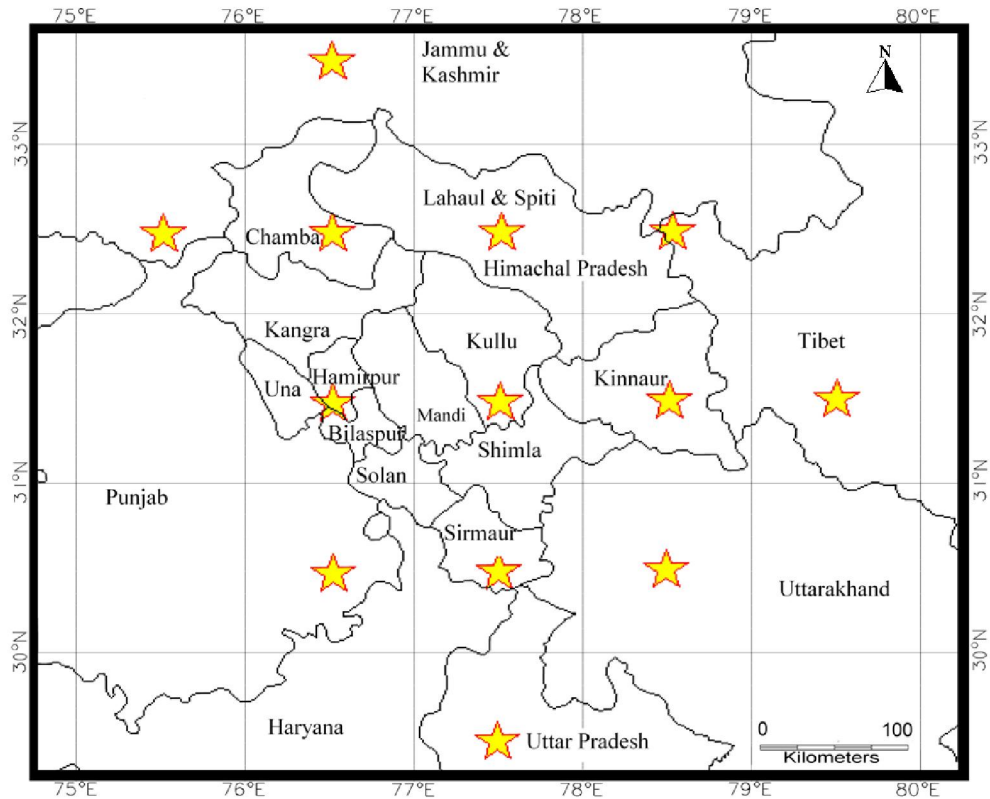 75°E 76°E 77°E 78°E 79°E 80°E
Jammu &
Kashmir
N
33°N 33°N
Lahaul & Spiti
Chamba
Himachal Pradesh
32°N 32°N
Kangra
Kullu
Tibet
Una
Hamirpur
Kinnaur
Mandi
Bilaspur
Shimla
Solan
31°N 31°N
Punjab
Sirmaur
Uttarakhand
30°N 30°N
Haryana
Uttar Pradesh
0 100
Kilometers
75°E 76°E 77°E 78°E 79°E 80°E